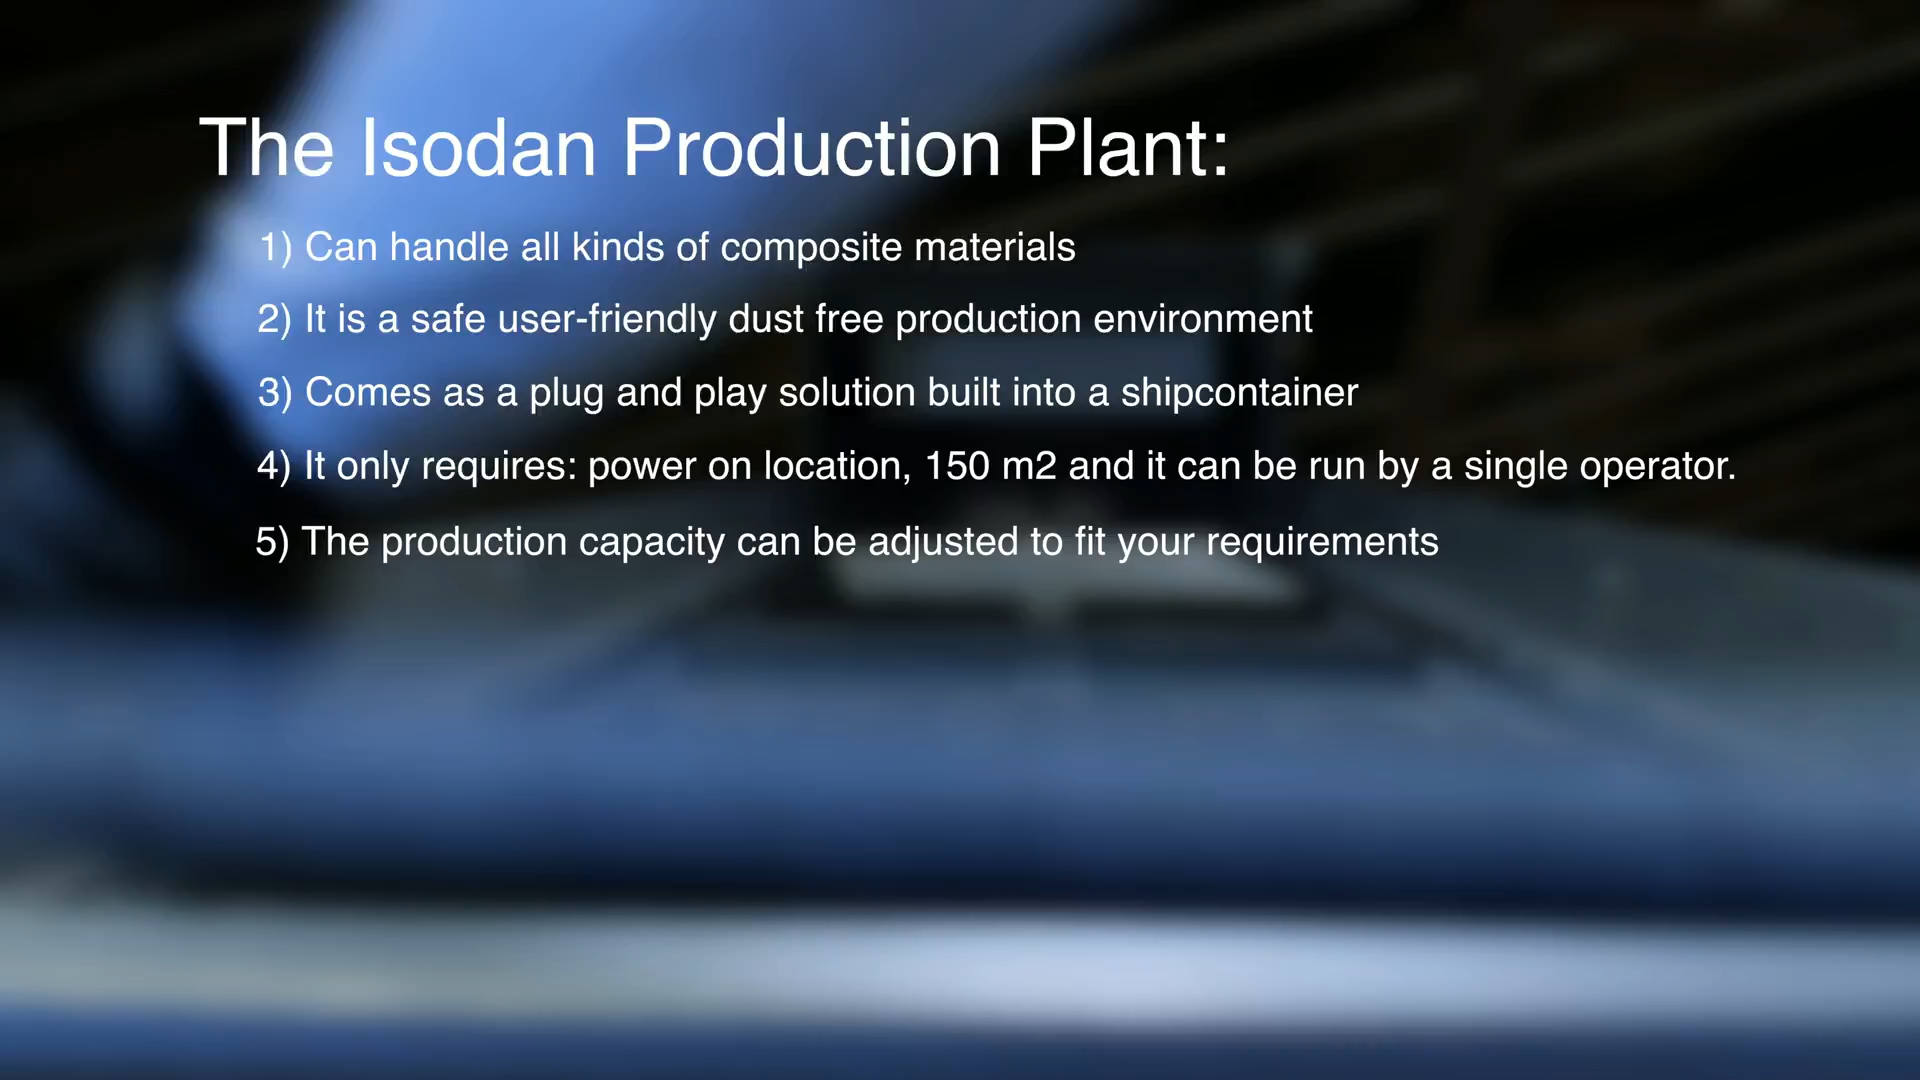 The Isodan Production Plant:
1) Can handle all kinds of composite materials
2) It is a safe user-friendly dust free production environment
3) Comes as a plug and play solution built into a shipcontainer
4) It only requires: power on location, 150 m2 and it can be run by a single operator.
5) The production capacity can be adjusted to fit your requirements